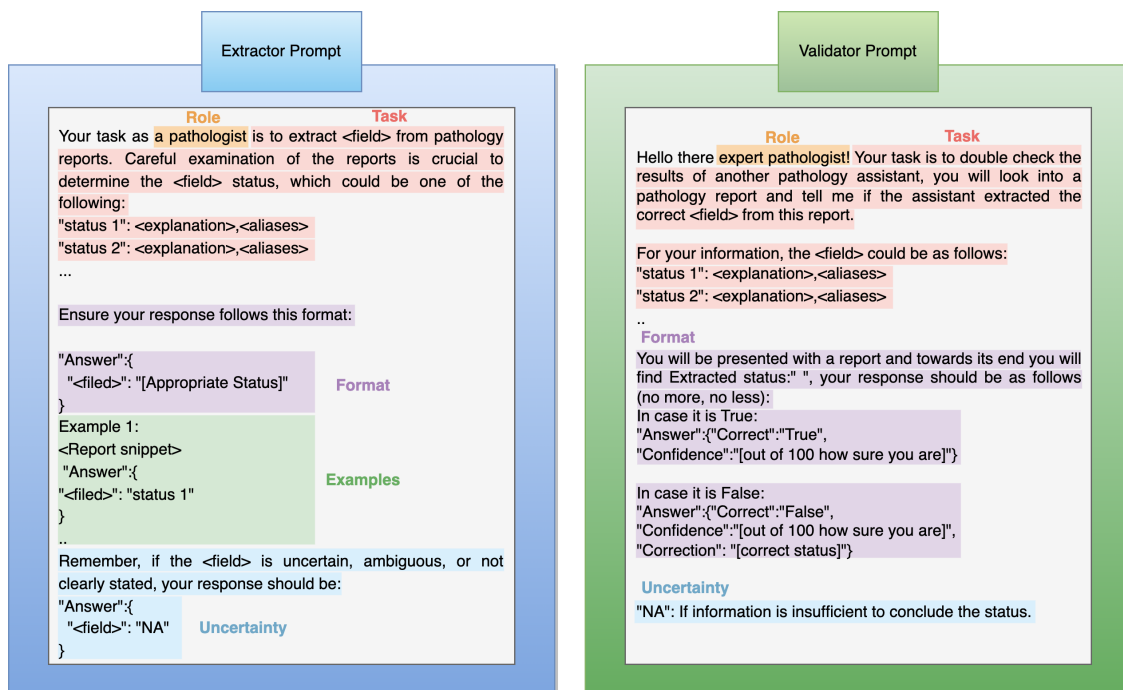 Extractor Prompt
Role
Task
Your task as a pathologist is to extract <field> from pathology
reports. Careful examination of the reports is crucial to
determine the <field> status, which could be one of the
following:
"status 1": <explanation>,<aliases>
"status 2": <explanation>,<aliases>
...
Ensure your response follows this format:
"Answer":{
"<filed>": "[Appropriate Status]"
}
Format
Example 1:
<Report snippet>
"Answer":{
"<filed>": "status 1"
}
..
Examples
Remember, if the <field> is uncertain, ambiguous, or not
clearly stated, your response should be:
"Answer":{
"<field>": "NA"
}
Uncertainty
Validator Prompt
Role
Task
Hello there expert pathologist! Your task is to double check the
results of another pathology assistant, you will look into a
pathology report and tell me if the assistant extracted the
correct <field> from this report.
For your information, the <field> could be as follows:
"status 1": <explanation>,<aliases>
"status 2": <explanation>,<aliases>
..
Format
You will be presented with a report and towards its end you will
find Extracted status:" ", your response should be as follows
(no more, no less):
In case it is True:
"Answer":{"Correct":"True",
"Confidence":"[out of 100 how sure you are]"}
In case it is False:
"Answer":{"Correct":"False",
"Confidence":"[out of 100 how sure you are]",
"Correction": "[correct status]"}
Uncertainty
"NA": If information is insufficient to conclude the status.